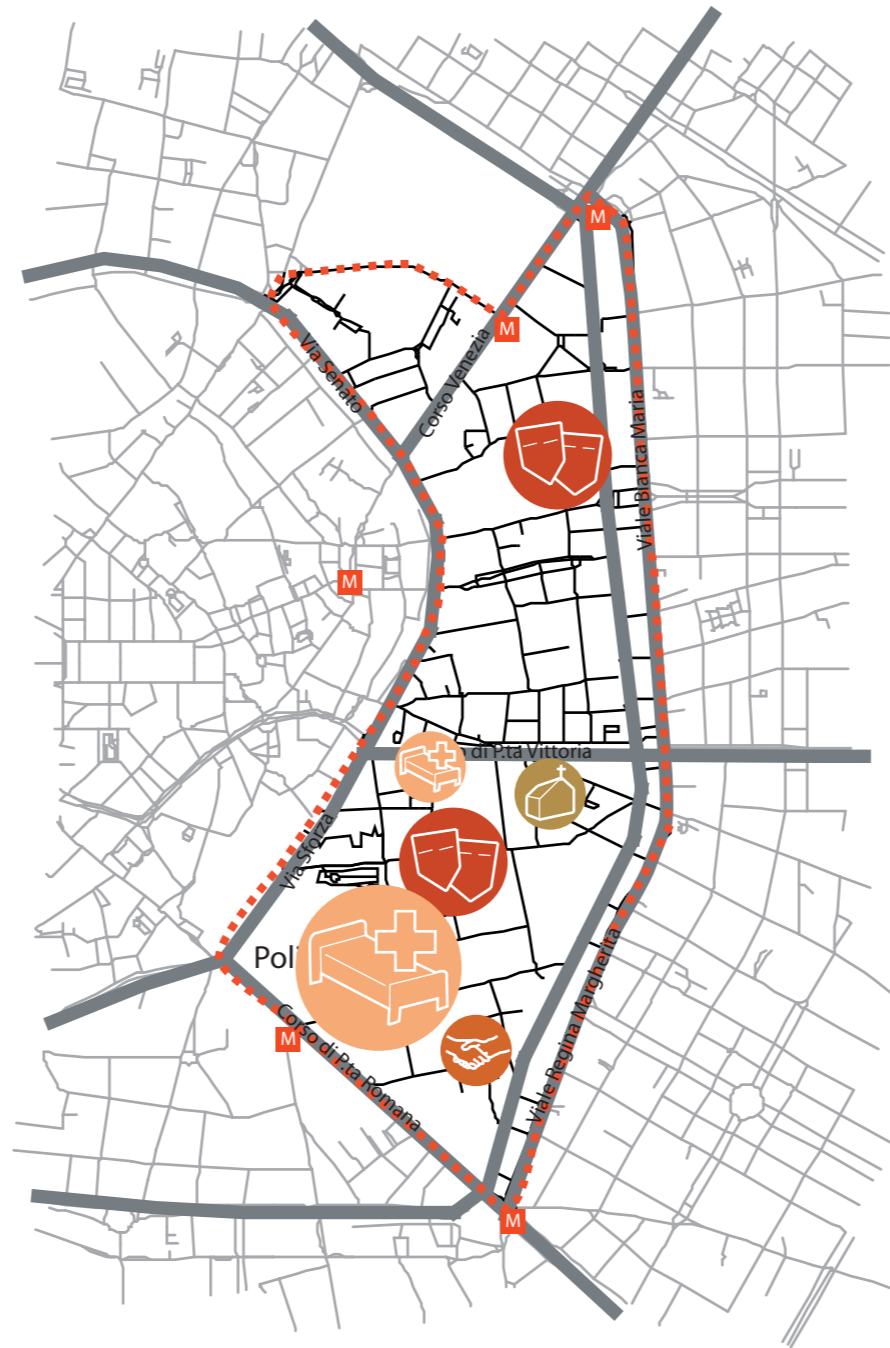 M
M
Via Senato
Corso Venezia
Viale Bianca Maria
M
di P.ta Vittoria
Via Sforza
Poli
M
Corso di P.ta Romana
Viale Regina Margherita
M